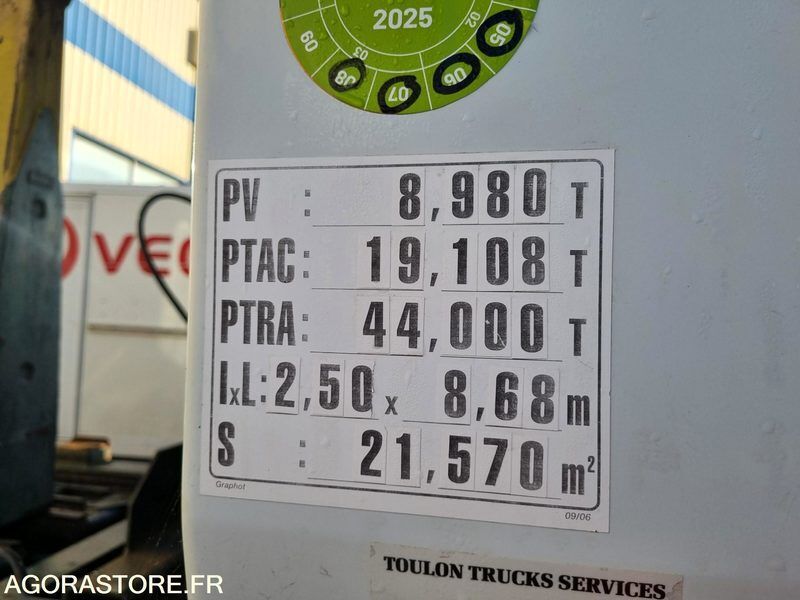 2025
09 03 08 07 06 05 02
PV : 8,980 T
PTAC : 19,108 T
PTRA : 44,000 T
IxL : 2,50 x 8,68 m
S : 21,570 m²
Graphot 09/06
VEO
TOULON TRUCKS SERVICES
AGORASTORE.FR